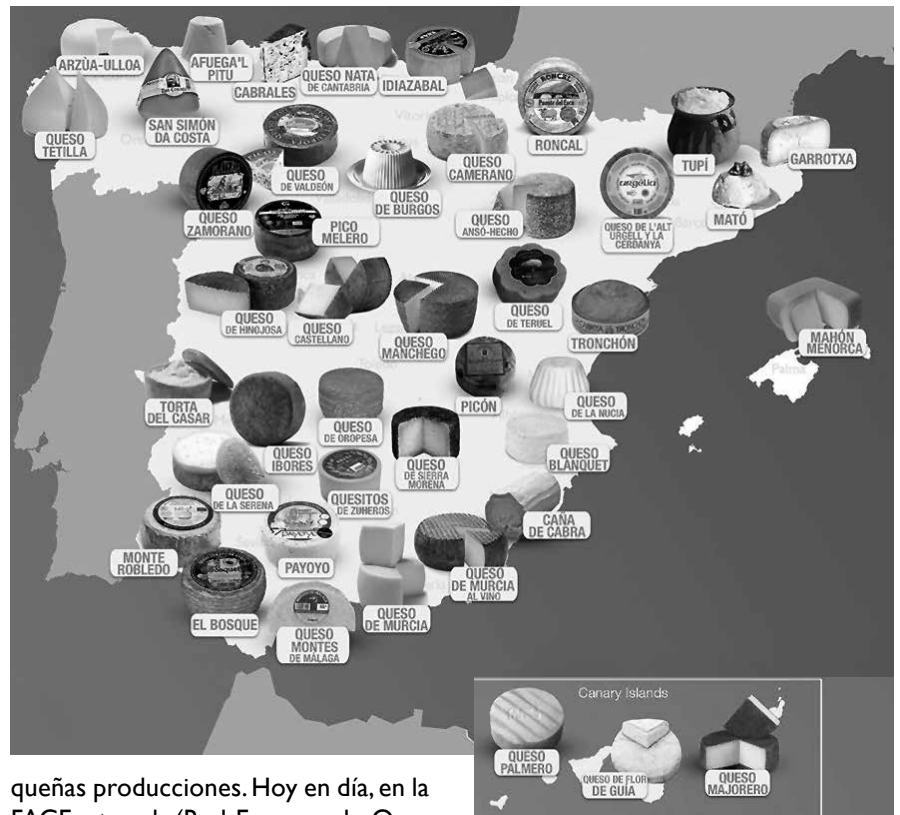 ARZÙA-ULLOA
AFUEGA'L
PITU
CABRALES
QUESO NATA
DE CANTABRIA
IDIAZABAL
RONCAL
QUESO
TETILLA
SAN SIMÓN
DA COSTA
QUESO
DE VALDEÓN
QUESO
DE BURGOS
QUESO
CAMERANO
RONCAL
TUPÍ
GARROTXA
QUESO
ZAMORANO
PICO
MELERO
QUESO
ANSÓ-HECHO
urgèlia
QUESO DE L'ALT
URGELL Y LA
CERDANYA
MATÓ
QUESO
DE HINOJOSA
QUESO
CASTELLANO
QUESO
MANCHEGO
QUESO
DE TERUEL
TRONCHÓN
MAHÓN
MENORCA
Palma
TORTA
DEL CASAR
QUESO
IBORES
QUESO
DE OROPESA
PICÓN
QUESO
DE LA NUCIA
QUESO
DE SIERRA
MORENA
QUESO
BLANQUET
QUESO
DE LA SERENA
QUESITOS
DE ZUHEROS
CAÑA
DE CABRA
MONTE
ROBLEDO
PAYOYO
QUESO
DE MURCIA
AL VINO
EL BOSQUE
QUESO
MONTES
DE MÁLAGA
QUESO
DE MURCIA
Canary Islands
QUESO
PALMERO
QUESO DE FLOR
DE GUÍA
QUESO
MAJORERO
queñas producciones. Hoy en día, en la